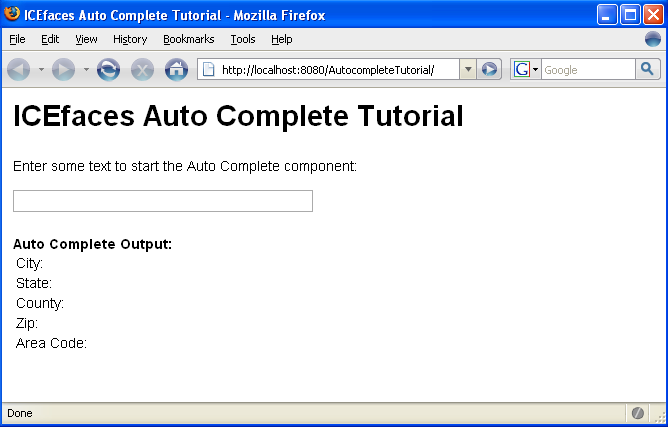 ICEfaces Auto Complete Tutorial - Mozilla Firefox
File Edit View History Bookmarks Tools Help
http://localhost:8080/AutocompleteTutorial/ G Google
ICEfaces Auto Complete Tutorial
Enter some text to start the Auto Complete component:
Auto Complete Output:
City:
State:
County:
Zip:
Area Code:
Done